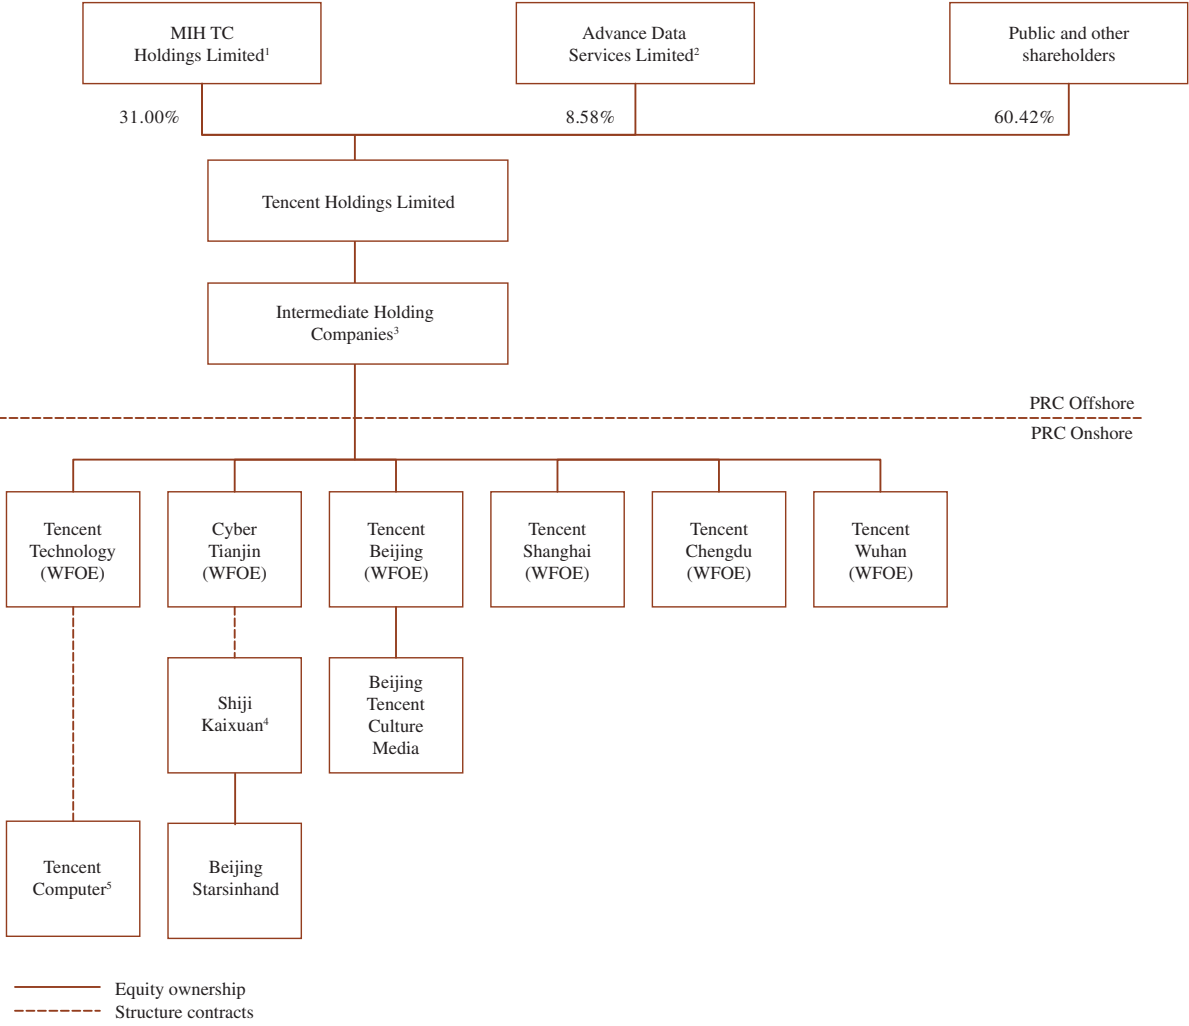 MIH TC
Holdings Limited¹
Advance Data
Services Limited²
Public and other
shareholders
31.00%
8.58%
60.42%
Tencent Holdings Limited
Intermediate Holding
Companies³
PRC Offshore
PRC Onshore
Tencent
Technology
(WFOE)
Cyber
Tianjin
(WFOE)
Tencent
Beijing
(WFOE)
Tencent
Shanghai
(WFOE)
Tencent
Chengdu
(WFOE)
Tencent
Wuhan
(WFOE)
Shiji
Kaixuan⁴
Beijing
Tencent
Culture
Media
Tencent
Computer⁵
Beijing
Starsinhand
Equity ownership
Structure contracts